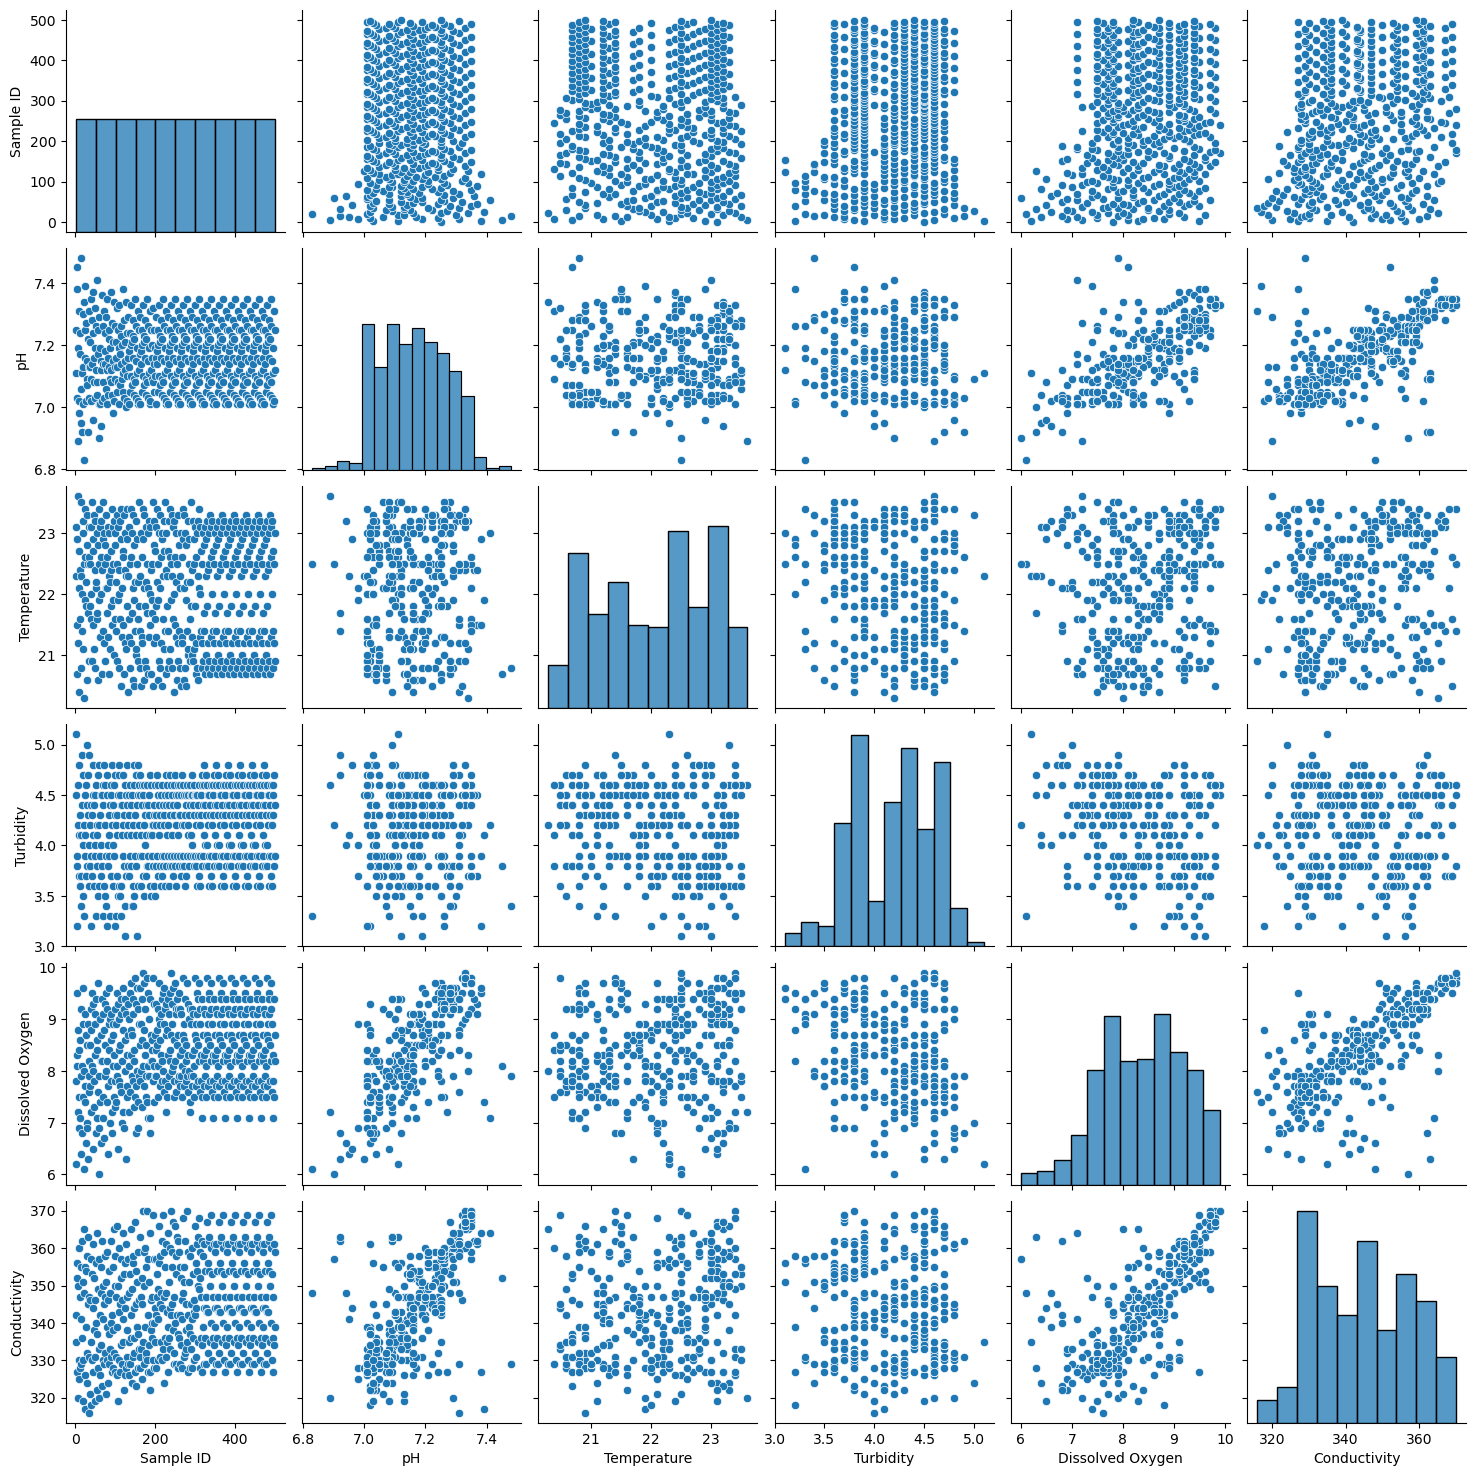 500
400
300
200
100
0
Sample ID
7.4
7.2
7.0
6.8
pH
23
22
21
Temperature
5.0
4.5
4.0
3.5
3.0
Turbidity
10
9
8
7
6
Dissolved Oxygen
370
360
350
340
330
320
Conductivity
0 200 400
6.8 7.0 7.2 7.4
21 22 23
3.0 3.5 4.0 4.5 5.0
6 7 8 9 10
320 340 360
Sample ID
pH
Temperature
Turbidity
Dissolved Oxygen
Conductivity